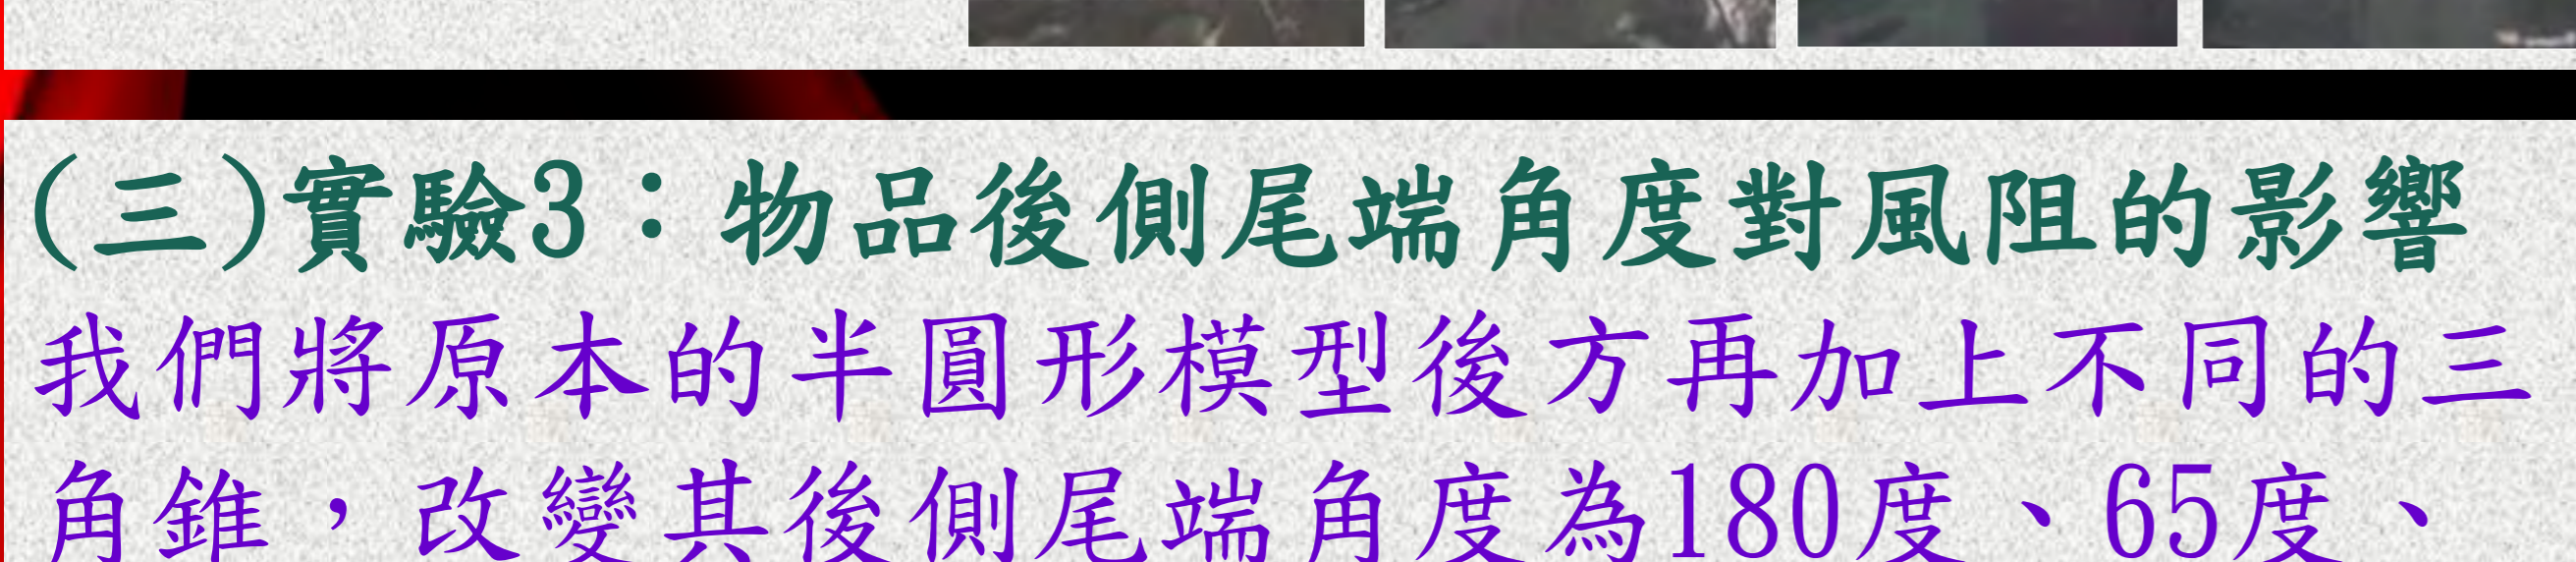 (三)實驗3：物品後側尾端角度對風阻的影響
我們將原本的半圓形模型後方再加上不同的三
角錐，改變其後側尾端角度為180度、65度、